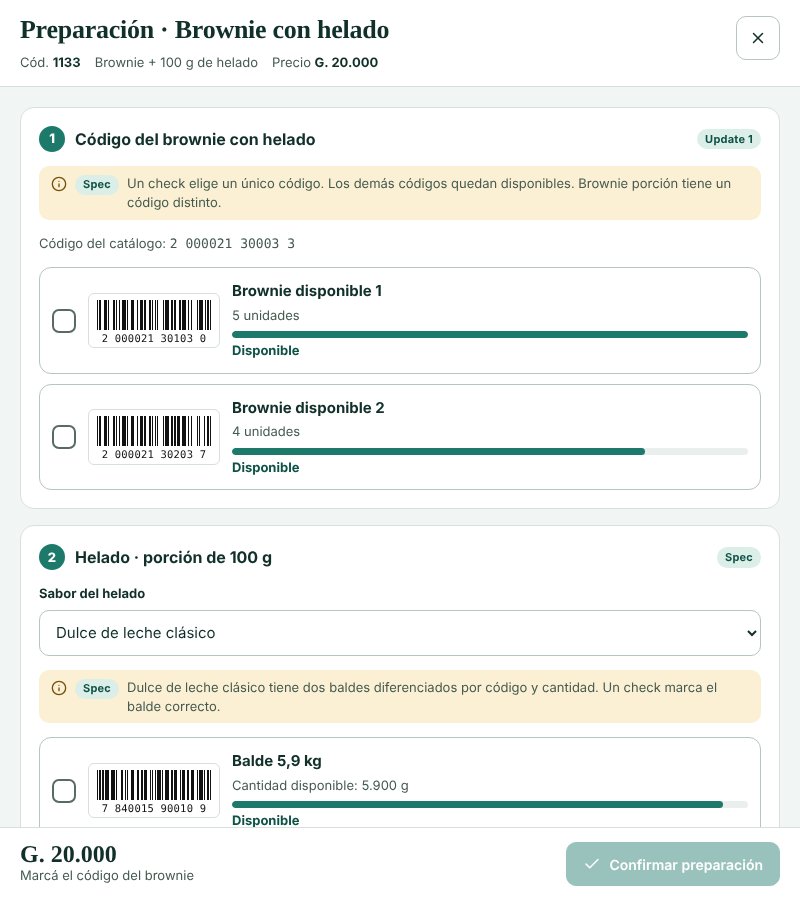 Preparación · Brownie con helado
Cód. 1133 Brownie + 100 g de helado Precio G. 20.000
1 Código del brownie con helado Update 1
Spec Un check elige un único código. Los demás códigos quedan disponibles. Brownie porción tiene un
código distinto.
Código del catálogo: 2 000021 30003 3
Brownie disponible 1
5 unidades
2 000021 30103 0
Disponible
Brownie disponible 2
4 unidades
2 000021 30203 7
Disponible
2 Helado · porción de 100 g Spec
Sabor del helado
Dulce de leche clásico
Spec Dulce de leche clásico tiene dos baldes diferenciados por código y cantidad. Un check marca el
balde correcto.
Balde 5,9 kg
Cantidad disponible: 5.900 g
7 840015 90010 9
Disponible
G. 20.000
Marcá el código del brownie
Confirmar preparación